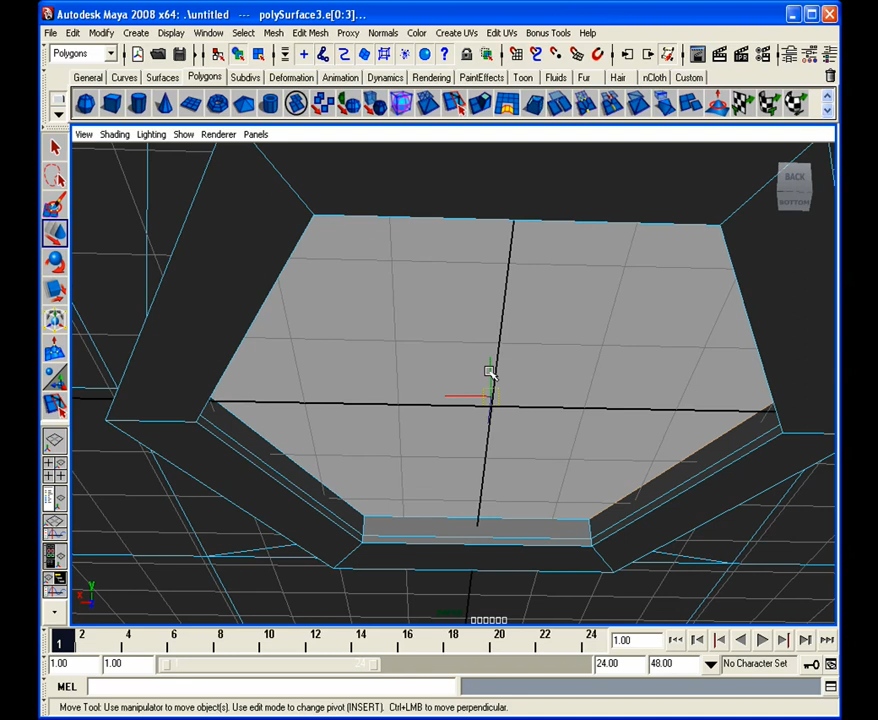 Autodesk Maya 2008 x64: .\untitled --- polySurface3.e[0:3]...
File Edit Modify Create Display Window Select Mesh Edit Mesh Proxy Normals Color Create UVs Edit UVs Bonus Tools Help
Polygons
General Curves Surfaces Polygons Subdivs Deformation Animation Dynamics Rendering PaintEffects Toon Fluids Fur Hair nCloth Custom
View Shading Lighting Show Renderer Panels
BACK
BOTTOM
y
x
z
2 4 6 8 10 12 14 16 18 20 22 24
1
1.00
1.00 1.00 1 24 24.00 48.00 No Character Set
MEL
Move Tool: Use manipulator to move object(s). Use edit mode to change pivot (INSERT). Ctrl+LMB to move perpendicular.